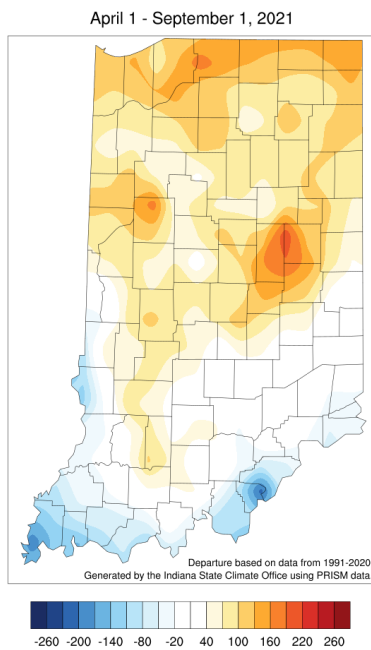 April 1 - September 1, 2021
Departure based on data from 1991-2020
Generated by the Indiana State Climate Office using PRISM data
-260 -200 -140 -80 -20 40 100 160 220 260